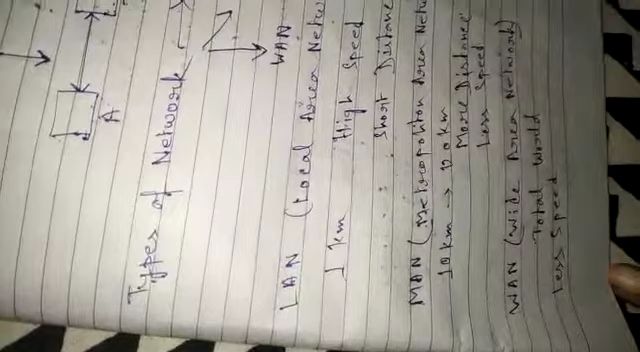 A
Types of Network
WAN
LAN (Local Area Netw
1 km High Speed
Short Distance
MAN (Metropoliton Area Netw
10 km → 100 km
More Distance
Less Speed
WAN (Wide Area Network)
Total World
Less Speed